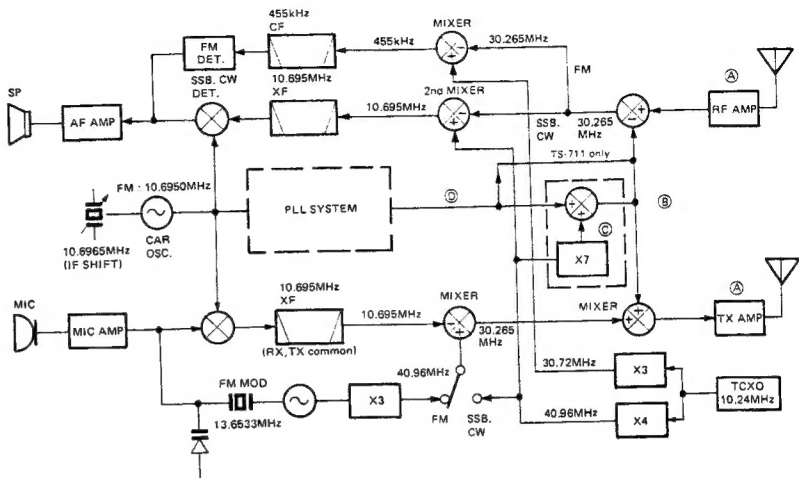 455kHz
CF
FM
DET.
455kHz
MIXER
30.265MHz
FM
SSB. CW
DET.
10.695MHz
XF
10.695MHz
2nd MIXER
SSB.
CW
30.265
MHz
Ⓐ
RF AMP
SP
AF AMP
TS-711 only
FM : 10.6950MHz
PLL SYSTEM
Ⓓ
Ⓒ
Ⓑ
X7
10.6965MHz
(IF SHIFT)
CAR
OSC.
MIC
MIC AMP
10.695MHz
XF
(RX, TX common)
10.695MHz
MIXER
30.265
MHz
MIXER
Ⓐ
TX AMP
FM MOD
13.6533MHz
X3
40.96MHz
FM
SSB.
CW
30.72MHz
X3
40.96MHz
X4
TCXO
10.24MHz